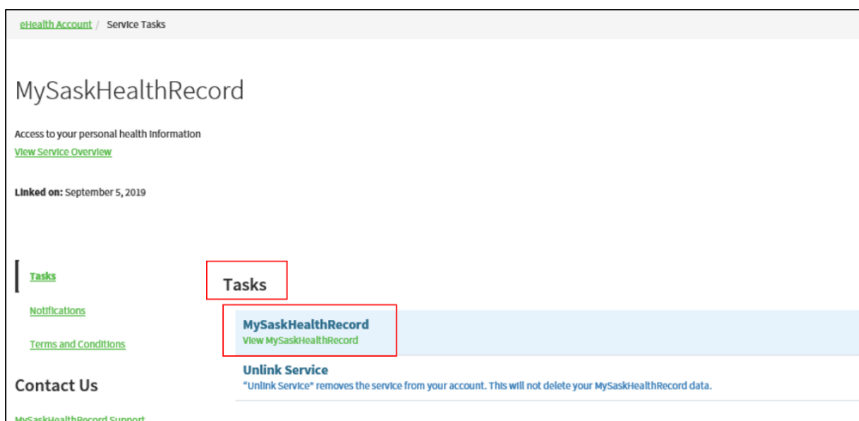 eHealth Account / Service Tasks
MySaskHealthRecord
Access to your personal health information
View Service Overview
Linked on: September 5, 2019
Tasks
Notifications
Terms and Conditions
Contact Us
MySaskHealthRecord Support
Tasks
MySaskHealthRecord
View MySaskHealthRecord
Unlink Service
"Unlink Service" removes the service from your account. This will not delete your MySaskHealthRecord data.